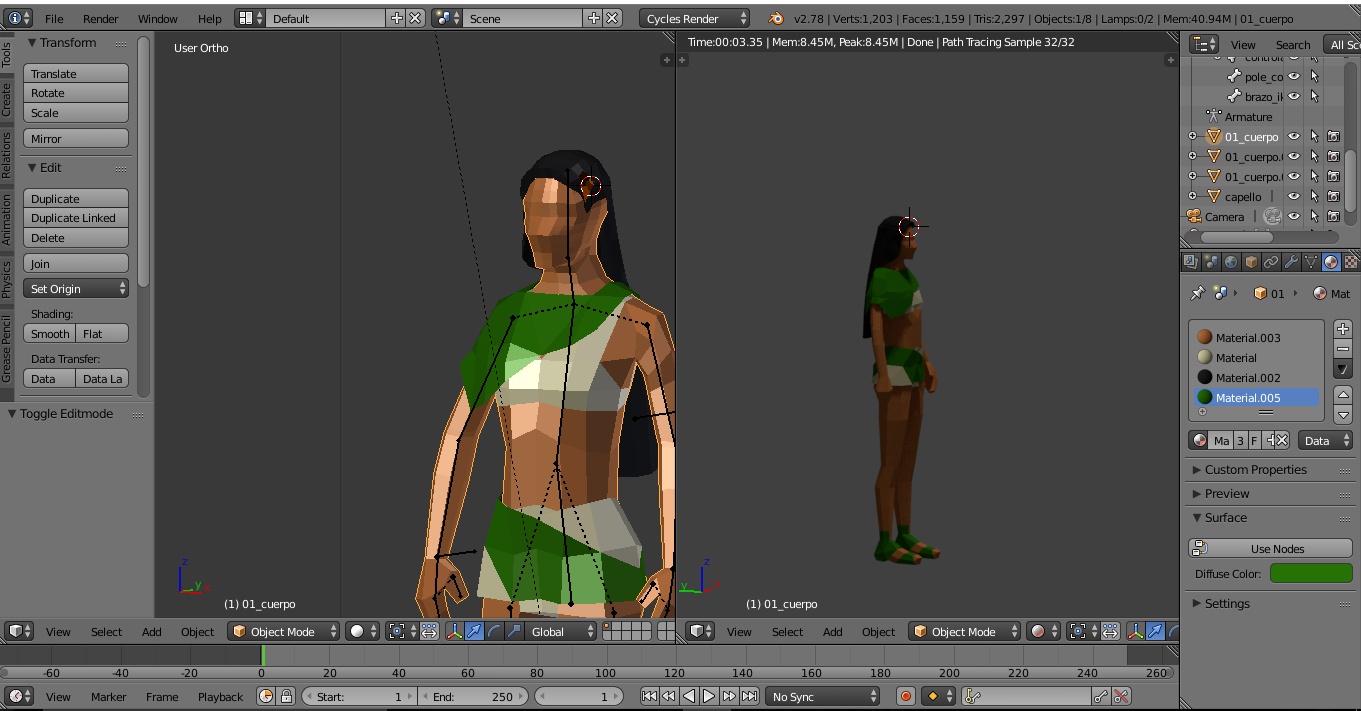 File Render Window Help Default Scene Cycles Render v2.78 | Verts:1,203 | Faces:1,159 | Tris:2,297 | Objects:1/8 | Lamps:0/2 | Mem:40.94M | 01_cuerpo
Tools
Create
Relations
Animation
Physics
Grease Pencil
Transform
Translate
Rotate
Scale
Mirror
Edit
Duplicate
Duplicate Linked
Delete
Join
Set Origin
Shading:
Smooth Flat
Data Transfer:
Data Data La
Toggle Editmode
User Ortho
(1) 01_cuerpo
z
y x
View Select Add Object Object Mode Global
Time:00:03.35 | Mem:8.45M, Peak:8.45M | Done | Path Tracing Sample 32/32
(1) 01_cuerpo
z
y x
View Select Add Object Object Mode
-60 -40 -20 0 20 40 60 80 100 120 140 160 180 200 220 240 260
View Marker Frame Playback Start: 1 End: 250 1 No Sync
View Search All Sc
pole_co
brazo_ik
Armature
01_cuerpo
01_cuerpo.
01_cuerpo.
capello
Camera
01 Mat
Material.003
Material
Material.002
Material.005
Ma 3 F Data
Custom Properties
Preview
Surface
Use Nodes
Diffuse Color:
Settings